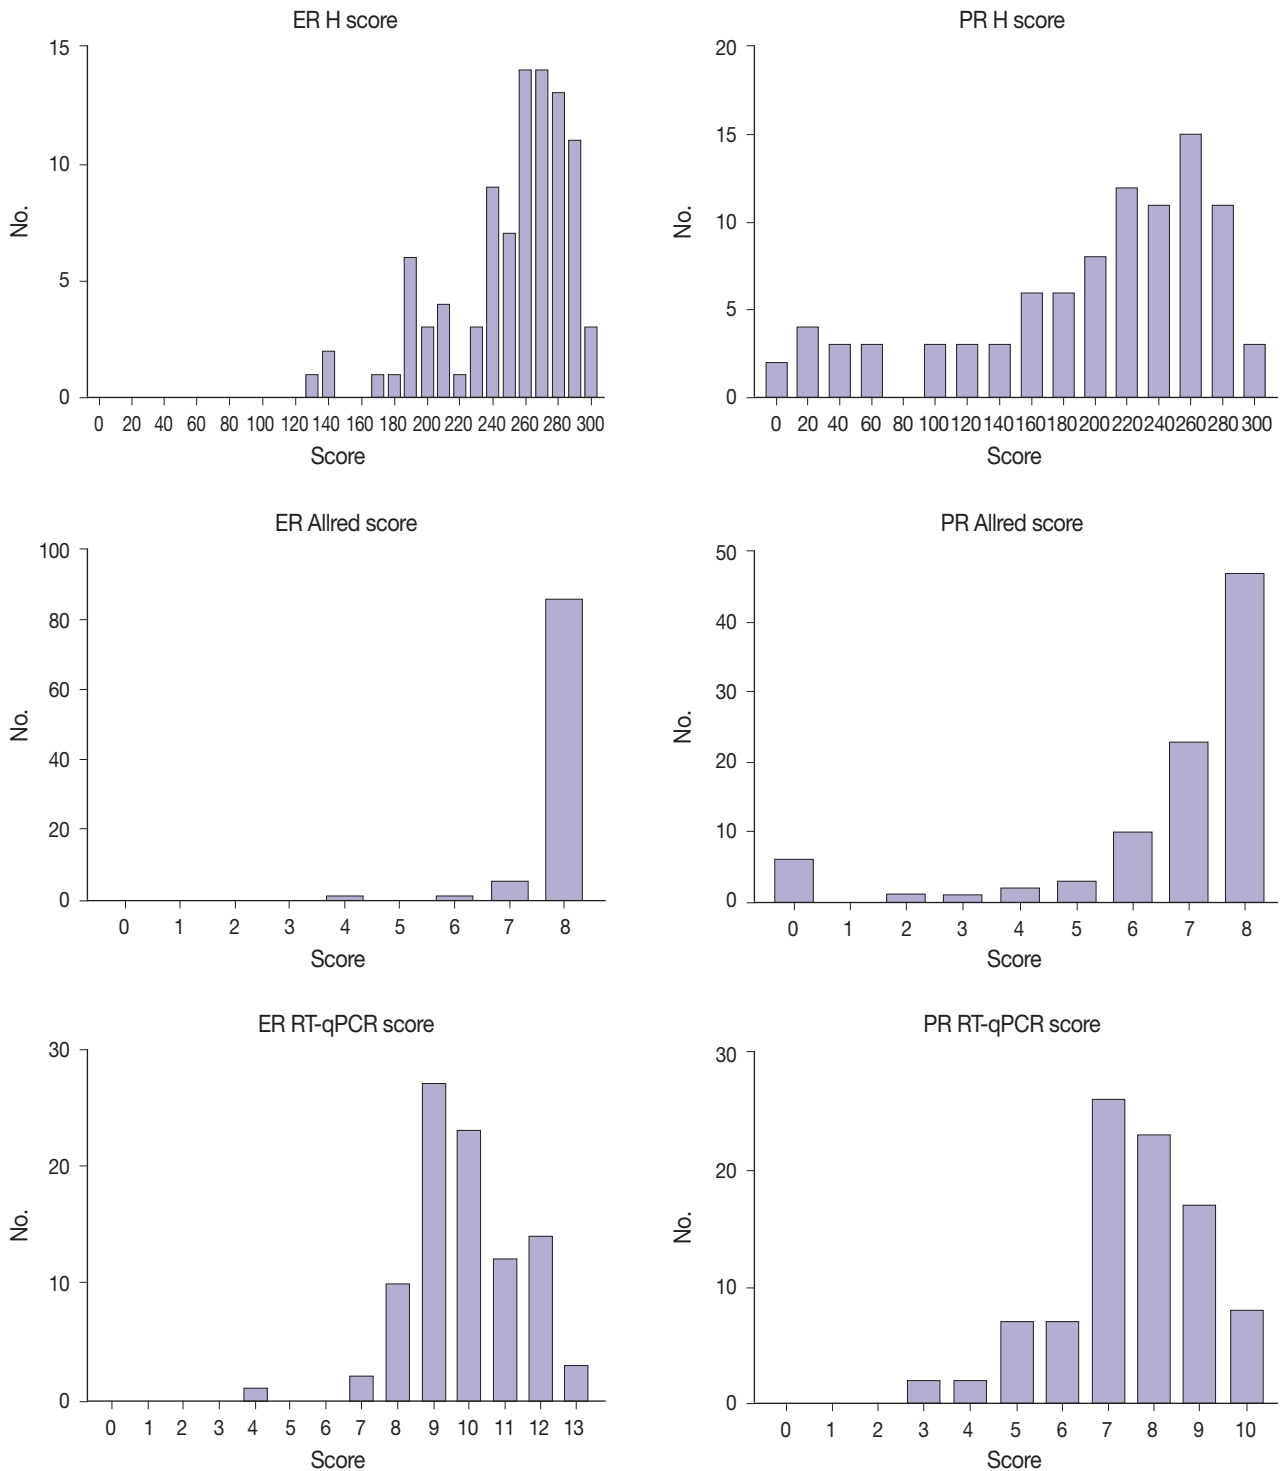 ER H score
15
10
5
0
No.
0 20 40 60 80 100 120 140 160 180 200 220 240 260 280 300
Score
PR H score
20
15
10
5
0
No.
0 20 40 60 80 100 120 140 160 180 200 220 240 260 280 300
Score
ER Allred score
100
80
60
40
20
0
No.
0 1 2 3 4 5 6 7 8
Score
PR Allred score
50
40
30
20
10
0
No.
0 1 2 3 4 5 6 7 8
Score
ER RT-qPCR score
30
20
10
0
No.
0 1 2 3 4 5 6 7 8 9 10 11 12 13
Score
PR RT-qPCR score
30
20
10
0
No.
0 1 2 3 4 5 6 7 8 9 10
Score